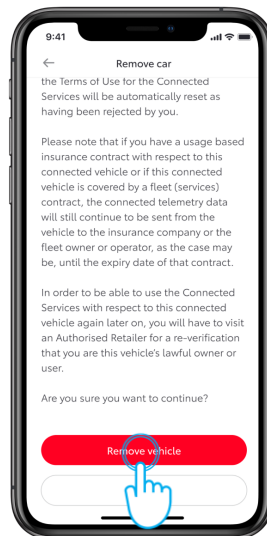 9:41
Remove car
the Terms of Use for the Connected
Services will be automatically reset as
having been rejected by you.
Please note that if you have a usage based
insurance contract with respect to this
connected vehicle or if this connected
vehicle is covered by a fleet (services)
contract, the connected telemetry data
will still continue to be sent from the
vehicle to the insurance company or the
fleet owner or operator, as the case may
be, until the expiry date of that contract.
In order to be able to use the Connected
Services with respect to this connected
vehicle again later on, you will have to visit
an Authorised Retailer for a re-verification
that you are this vehicle's lawful owner or
user.
Are you sure you want to continue?
Remove vehicle